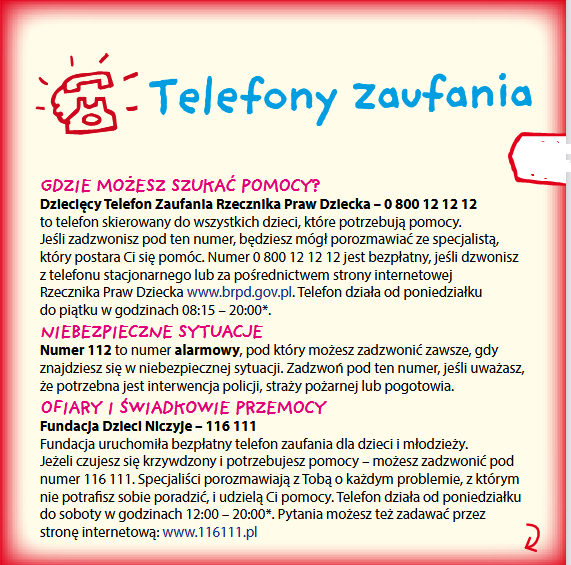 Telefony zaufania
GDZIE MOŻESZ SZUKAĆ POMOCY?
Dziecięcy Telefon Zaufania Rzecznika Praw Dziecka – 0 800 12 12 12
to telefon skierowany do wszystkich dzieci, które potrzebują pomocy.
Jeśli zadzwonisz pod ten numer, będziesz mógł porozmawiać ze specjalistą,
który postara Ci się pomóc. Numer 0 800 12 12 12 jest bezpłatny, jeśli dzwonisz
z telefonu stacjonarnego lub za pośrednictwem strony internetowej
Rzecznika Praw Dziecka www.brpd.gov.pl. Telefon działa od poniedziałku
do piątku w godzinach 08:15 – 20:00*.
NIEBEZPIECZNE SYTUACJE
Numer 112 to numer alarmowy, pod który możesz zadzwonić zawsze, gdy
znajdziesz się w niebezpiecznej sytuacji. Zadzwoń pod ten numer, jeśli uważasz,
że potrzebna jest interwencja policji, straży pożarnej lub pogotowia.
OFIARY I ŚWIADKOWIE PRZEMOCY
Fundacja Dzieci Niczyje – 116 111
Fundacja uruchomiła bezpłatny telefon zaufania dla dzieci i młodzieży.
Jeżeli czujesz się krzywdzony i potrzebujesz pomocy – możesz zadzwonić pod
numer 116 111. Specjaliści porozmawiają z Tobą o każdym problemie, z którym
nie potrafisz sobie poradzić, i udzielą Ci pomocy. Telefon działa od poniedziałku
do soboty w godzinach 12:00 – 20:00*. Pytania możesz też zadawać przez
stronę internetową: www.116111.pl